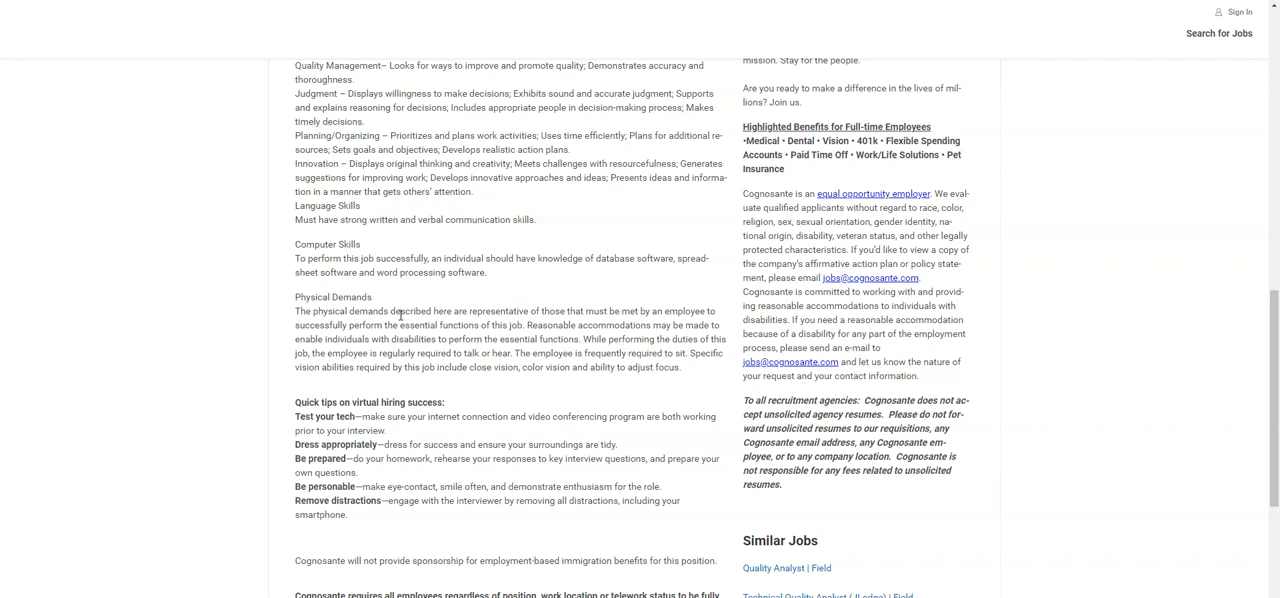 Sign In
Search for Jobs
Quality Management– Looks for ways to improve and promote quality; Demonstrates accuracy and
thoroughness.
Judgment – Displays willingness to make decisions; Exhibits sound and accurate judgment; Supports
and explains reasoning for decisions; Includes appropriate people in decision-making process; Makes
timely decisions.
Planning/Organizing – Prioritizes and plans work activities; Uses time efficiently; Plans for additional re-
sources; Sets goals and objectives; Develops realistic action plans.
Innovation – Displays original thinking and creativity; Meets challenges with resourcefulness; Generates
suggestions for improving work; Develops innovative approaches and ideas; Presents ideas and informa-
tion in a manner that gets others' attention.
Language Skills
Must have strong written and verbal communication skills.
Computer Skills
To perform this job successfully, an individual should have knowledge of database software, spread-
sheet software and word processing software.
Physical Demands
The physical demands described here are representative of those that must be met by an employee to
successfully perform the essential functions of this job. Reasonable accommodations may be made to
enable individuals with disabilities to perform the essential functions. While performing the duties of this
job, the employee is regularly required to talk or hear. The employee is frequently required to sit. Specific
vision abilities required by this job include close vision, color vision and ability to adjust focus.
Quick tips on virtual hiring success:
Test your tech—make sure your internet connection and video conferencing program are both working
prior to your interview.
Dress appropriately—dress for success and ensure your surroundings are tidy.
Be prepared—do your homework, rehearse your responses to key interview questions, and prepare your
own questions.
Be personable—make eye-contact, smile often, and demonstrate enthusiasm for the role.
Remove distractions—engage with the interviewer by removing all distractions, including your
smartphone.
Cognosante will not provide sponsorship for employment-based immigration benefits for this position.
Cognosante requires all employees regardless of position, work location or telework status to be fully
mission. Stay for the people.
Are you ready to make a difference in the lives of mil-
lions? Join us.
Highlighted Benefits for Full-time Employees
•Medical • Dental • Vision • 401k • Flexible Spending
Accounts • Paid Time Off • Work/Life Solutions • Pet
Insurance
Cognosante is an equal opportunity employer. We eval-
uate qualified applicants without regard to race, color,
religion, sex, sexual orientation, gender identity, na-
tional origin, disability, veteran status, and other legally
protected characteristics. If you'd like to view a copy of
the company's affirmative action plan or policy state-
ment, please email jobs@cognosante.com.
Cognosante is committed to working with and provid-
ing reasonable accommodations to individuals with
disabilities. If you need a reasonable accommodation
because of a disability for any part of the employment
process, please send an e-mail to
jobs@cognosante.com and let us know the nature of
your request and your contact information.
To all recruitment agencies: Cognosante does not ac-
cept unsolicited agency resumes. Please do not for-
ward unsolicited resumes to our requisitions, any
Cognosante email address, any Cognosante em-
ployee, or to any company location. Cognosante is
not responsible for any fees related to unsolicited
resumes.
Similar Jobs
Quality Analyst | Field
Technical Quality Analyst (JLodge) | Field